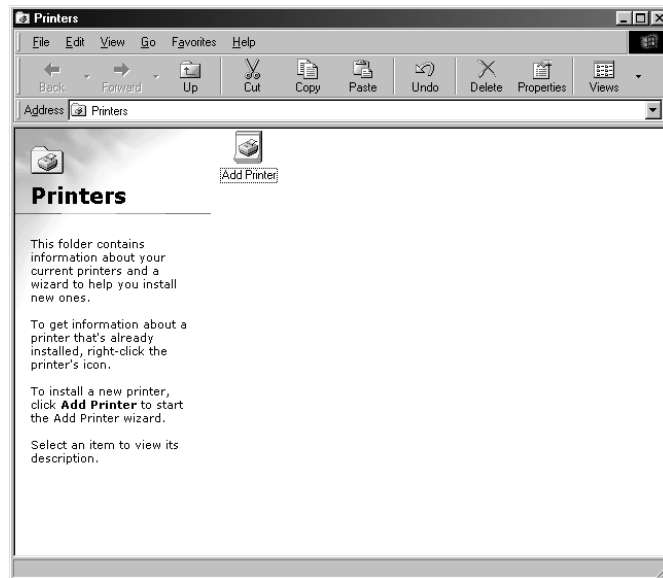 Printers
File Edit View Go Favorites Help
Back Forward Up Cut Copy Paste Undo Delete Properties Views
Address Printers
Add Printer
Printers
This folder contains
information about your
current printers and a
wizard to help you install
new ones.
To get information about a
printer that's already
installed, right-click the
printer's icon.
To install a new printer,
click Add Printer to start
the Add Printer wizard.
Select an item to view its
description.